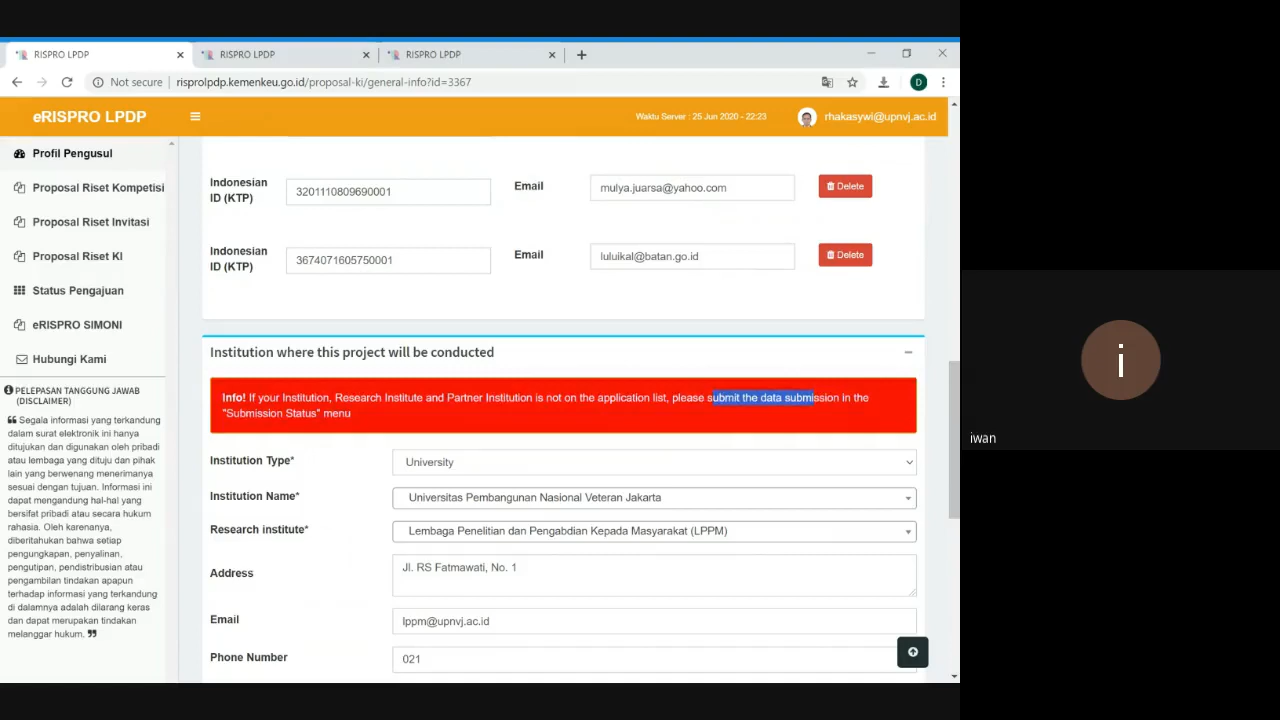 RISPRO LPDP
RISPRO LPDP
RISPRO LPDP
Not secure | risprolpdp.kemenkeu.go.id/proposal-ki/general-info?id=3367
D
eRISPRO LPDP
Waktu Server : 25 Jun 2020 - 22:23
rhakasywi@upnvj.ac.id
Profil Pengusul
Proposal Riset Kompetisi
Proposal Riset Invitasi
Proposal Riset KI
Status Pengajuan
eRISPRO SIMONI
Hubungi Kami
PELEPASAN TANGGUNG JAWAB
(DISCLAIMER)
Segala informasi yang terkandung
dalam surat elektronik ini hanya
ditujukan dan digunakan oleh pribadi
atau lembaga yang dituju dan pihak
lain yang berwenang menerimanya
sesuai dengan tujuan. Informasi ini
dapat mengandung hal-hal yang
bersifat pribadi atau secara hukum
rahasia. Oleh karenanya,
diberitahukan bahwa setiap
pengungkapan, penyalinan,
pengutipan, pendistribusian atau
pengambilan tindakan apapun
terhadap informasi yang terkandung
di dalamnya adalah dilarang keras
dan dapat merupakan tindakan
melanggar hukum.
Indonesian
ID (KTP)
3201110809690001
Email
mulya.juarsa@yahoo.com
Delete
Indonesian
ID (KTP)
3674071605750001
Email
luluikal@batan.go.id
Delete
Institution where this project will be conducted
Info! If your Institution, Research Institute and Partner Institution is not on the application list, please submit the data submission in the
"Submission Status" menu
Institution Type*
University
Institution Name*
Universitas Pembangunan Nasional Veteran Jakarta
Research institute*
Lembaga Penelitian dan Pengabdian Kepada Masyarakat (LPPM)
Address
Jl. RS Fatmawati, No. 1
Email
lppm@upnvj.ac.id
Phone Number
021
i
iwan